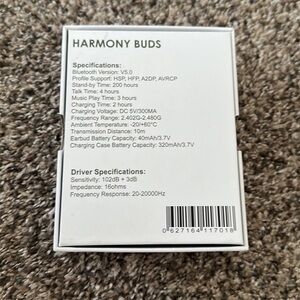 HARMONY BUDS
Specifications:
Bluetooth Version: V5.0
Profile Support: HSP, HFP, A2DP, AVRCP
Stand-by Time: 200 hours
Talk Time: 4 hours
Music Play Time: 3 hours
Charging Time: 2 hours
Charging Voltage: DC 5V/300MA
Frequency Range: 2,402G-2,480G
Ambient Temperature: -20/+60°C
Transmission Distance: 10m
Earbud Battery Capacity: 40mAh/3.7V
Charging Case Battery Capacity: 320mAh/3.7V
Driver Specifications:
Sensitivity: 102dB + 3dB
Impedance: 16ohms
Frequency Response: 20-20000Hz
0 627164 117018